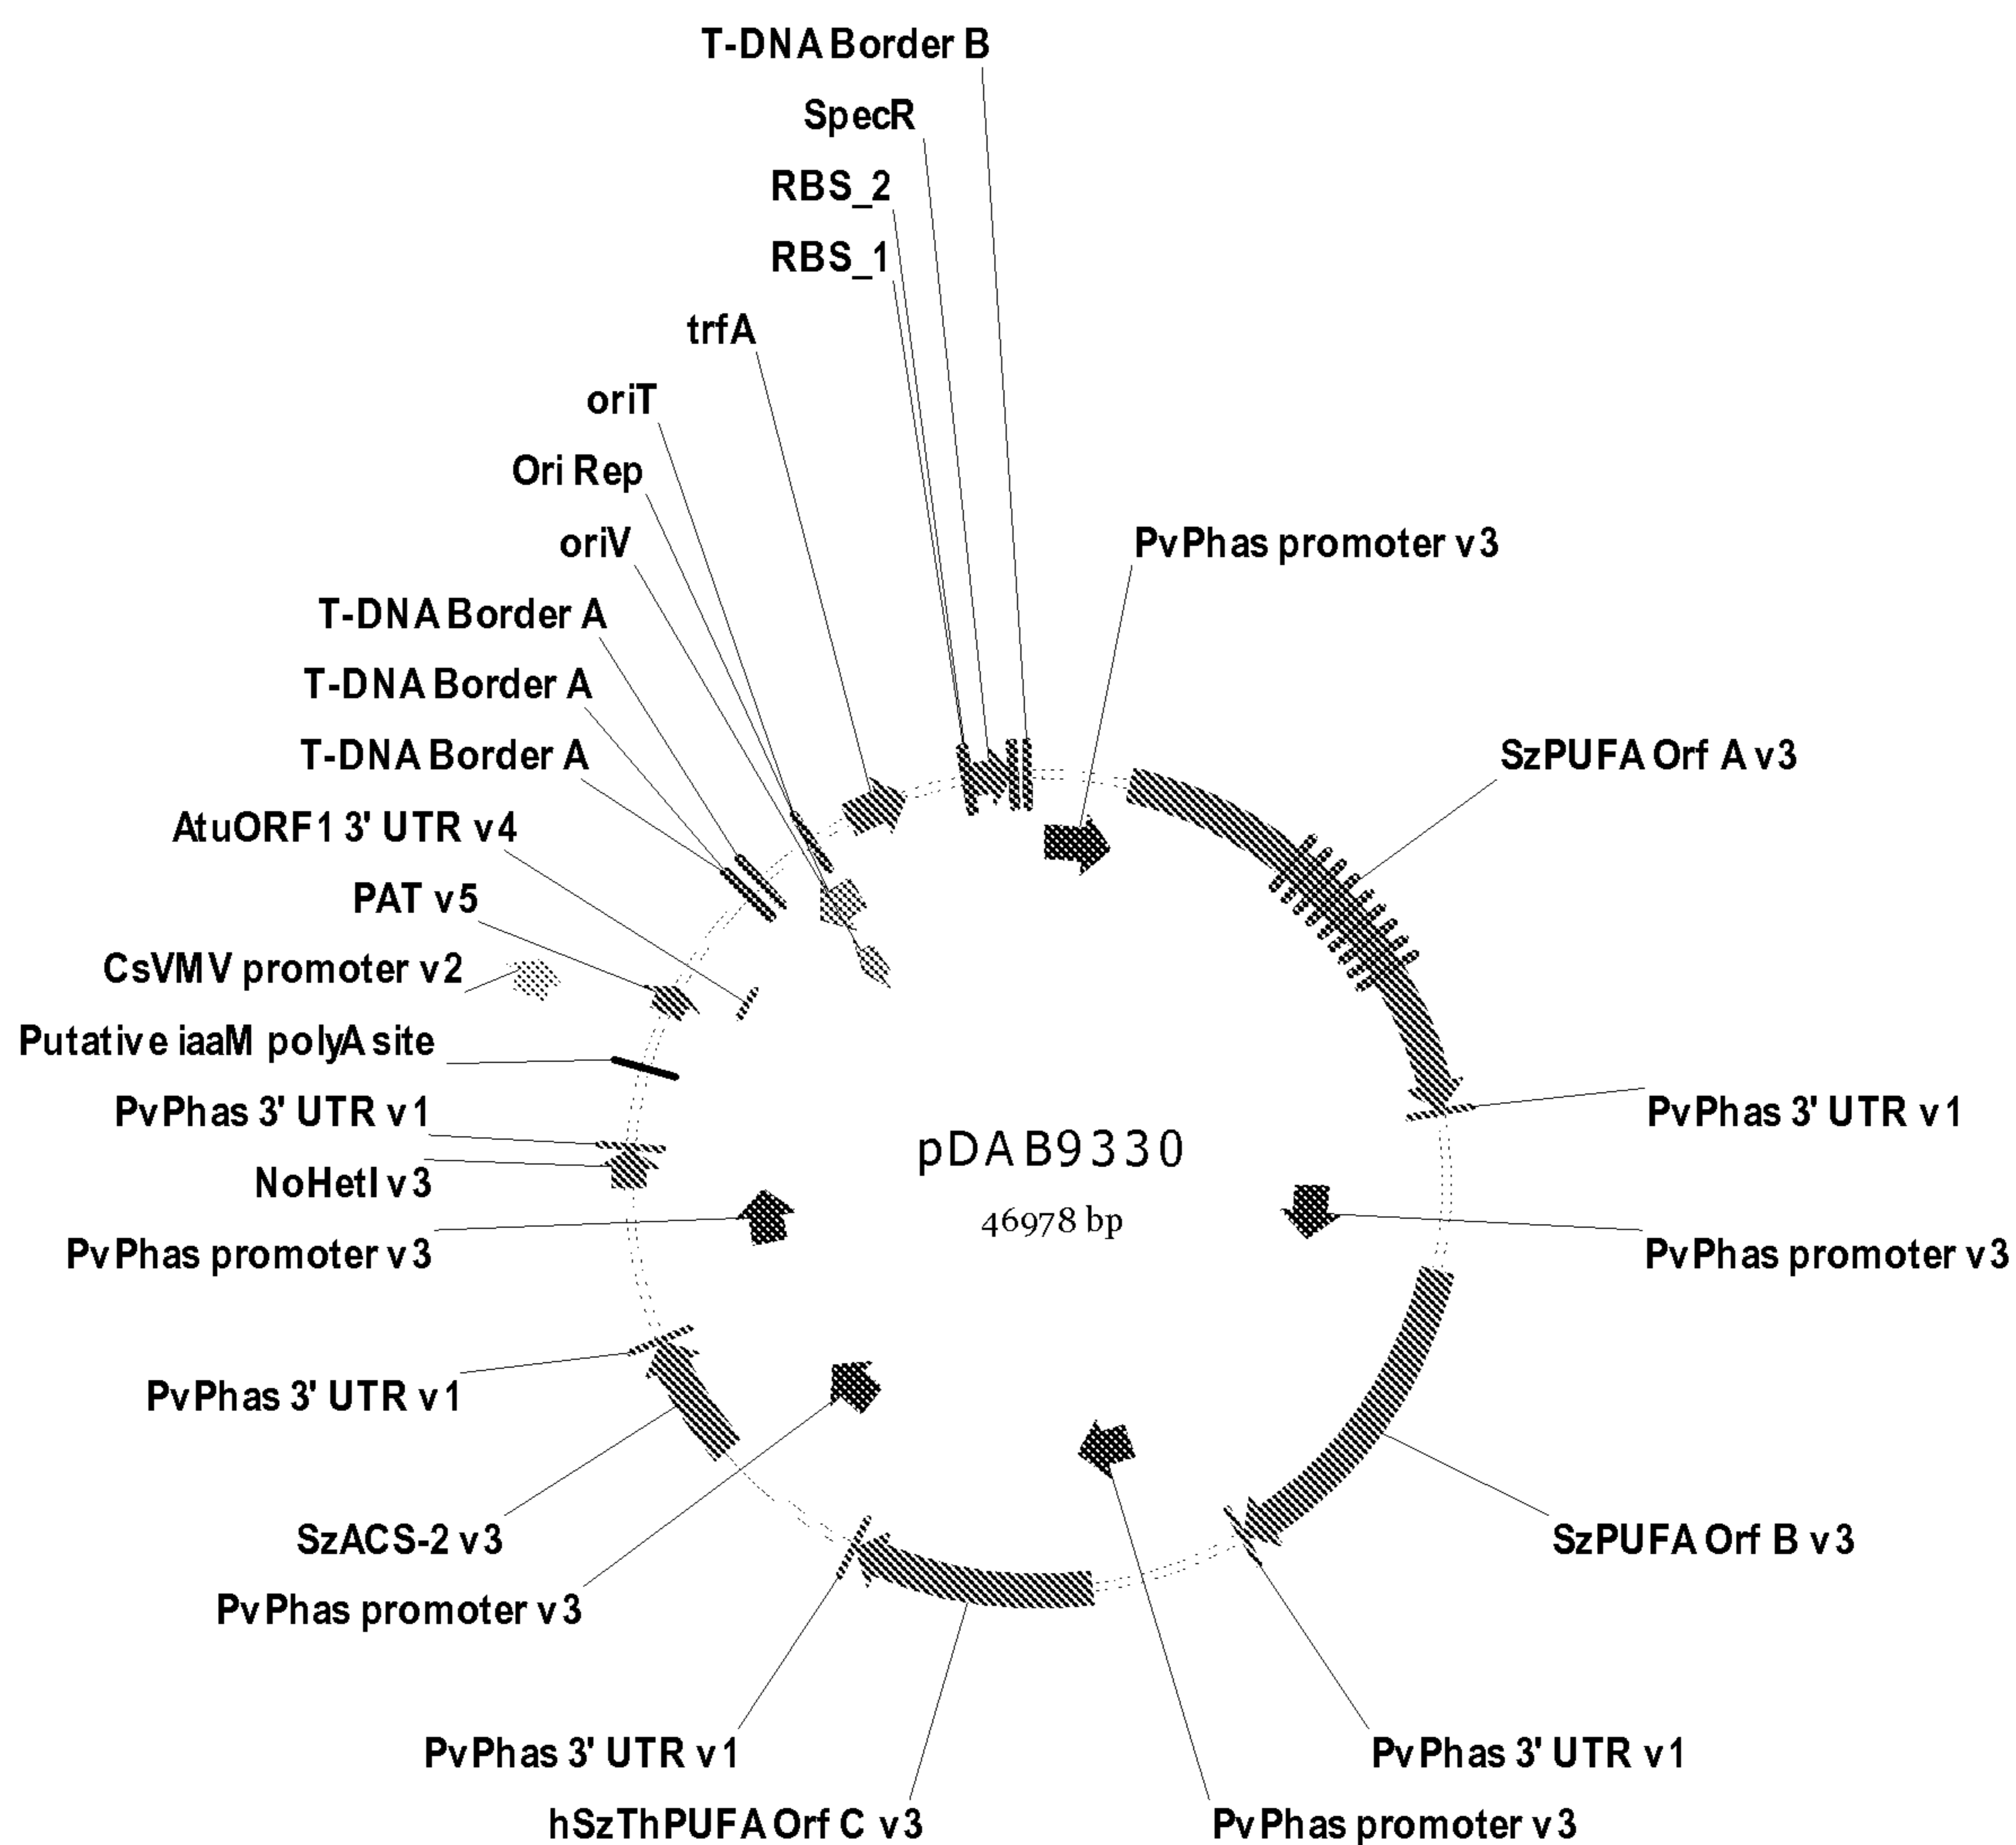 T-DNA Border B
SpecR
RBS_2
RBS_1
trfA
oriT
Ori Rep
oriV
PvPhas promoter v3
T-DNA Border A
T-DNA Border A
T-DNA Border A
SzPUFA Orf A v3
AtuORF1 3' UTR v4
PAT v5
CsVMV promoter v2
Putative iaaM polyA site
PvPhas 3' UTR v1
PvPhas 3' UTR v1
pDAB9330
NoHetI v3
46978 bp
PvPhas promoter v3
PvPhas promoter v3
PvPhas 3' UTR v1
SzACS-2 v3
SzPUFA Orf B v3
PvPhas promoter v3
PvPhas 3' UTR v1
PvPhas 3' UTR v1
hSzThPUFA Orf C v3
PvPhas promoter v3